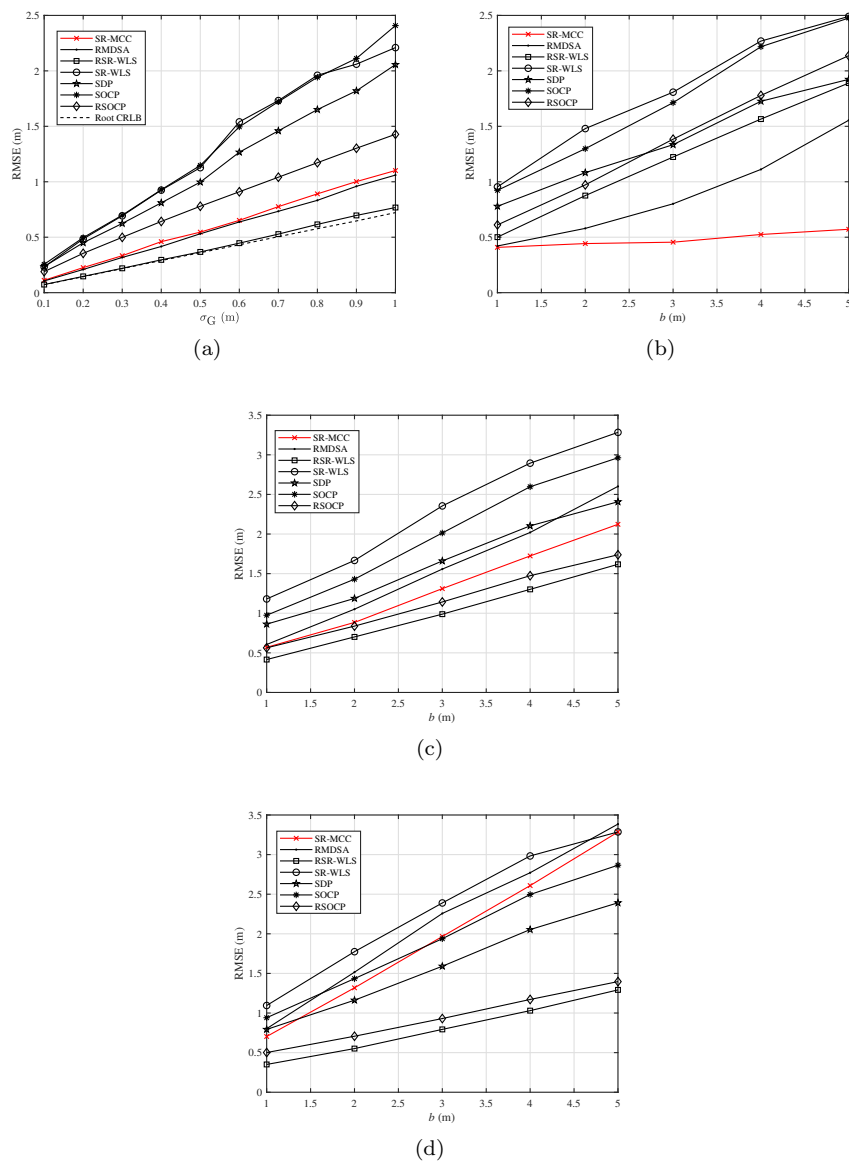 2.5
2
1.5
1
0.5
0
RMSE (m)
SR-MCC
RMDSA
RSR-WLS
SR-WLS
SDP
SOCP
RSOCP
Root CRLB
0.1 0.2 0.3 0.4 0.5 0.6 0.7 0.8 0.9 1
σG (m)
(a)
2.5
2
1.5
1
0.5
0
RMSE (m)
SR-MCC
RMDSA
RSR-WLS
SR-WLS
SDP
SOCP
RSOCP
1 1.5 2 2.5 3 3.5 4 4.5 5
b (m)
(b)
3.5
3
2.5
2
1.5
1
0.5
0
RMSE (m)
SR-MCC
RMDSA
RSR-WLS
SR-WLS
SDP
SOCP
RSOCP
1 1.5 2 2.5 3 3.5 4 4.5 5
b (m)
(c)
3.5
3
2.5
2
1.5
1
0.5
0
RMSE (m)
SR-MCC
RMDSA
RSR-WLS
SR-WLS
SDP
SOCP
RSOCP
1 1.5 2 2.5 3 3.5 4 4.5 5
b (m)
(d)